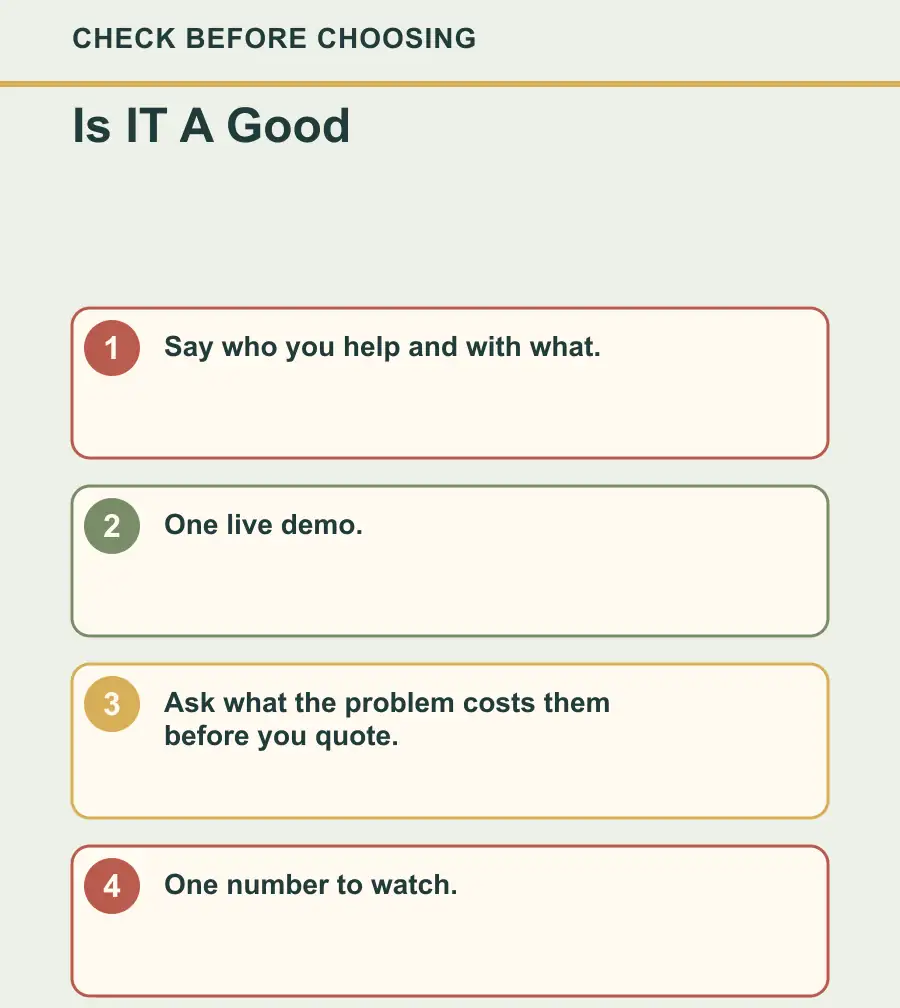 CHECK BEFORE CHOOSING
Is IT A Good
1
Say who you help and with what.
2
One live demo.
3
Ask what the problem costs them
before you quote.
4
One number to watch.